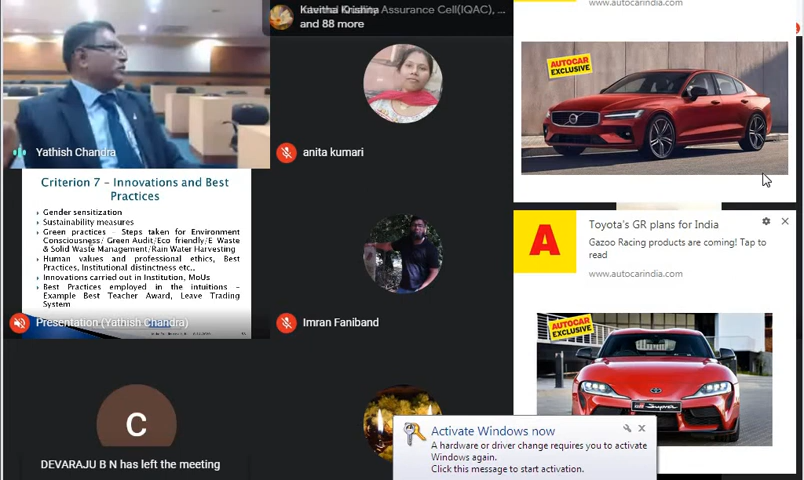 Kavitha Krishna
Assurance Cell(IQAC), ...
and 88 more
www.autocarindia.com
AUTOCAR
EXCLUSIVE
Yathish Chandra
anita kumari
Criterion 7 – Innovations and Best
Practices
Gender sensitization
Sustainability measures
Green practices – Steps taken for Environment
Consciousness/ Green Audit/Eco friendly/E Waste
& Solid Waste Management/Rain Water Harvesting
Human values and professional ethics, Best
Practices, Institutional distinctness etc.,
Innovations carried out in Institution, MoUs
Best Practices employed in the intuitions –
Example Best Teacher Award, Leave Trading
System
Presentation (Yathish Chandra)
Imran Faniband
A
Toyota's GR plans for India
Gazoo Racing products are coming! Tap to
read
www.autocarindia.com
AUTOCAR
EXCLUSIVE
GR Supra
C
DEVARAJU B N has left the meeting
Activate Windows now
A hardware or driver change requires you to activate
Windows again.
Click this message to start activation.